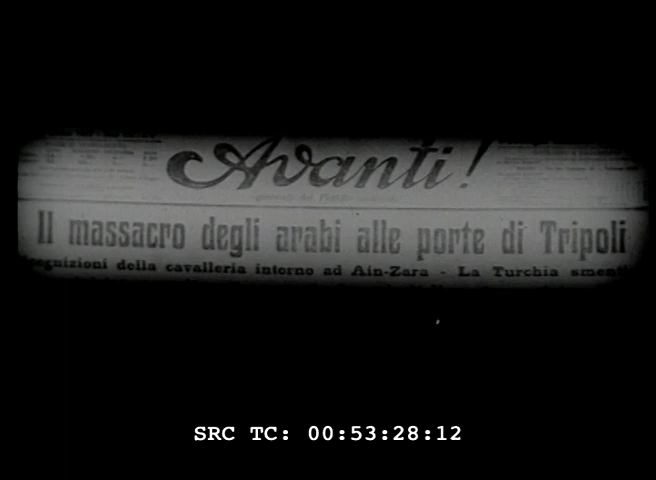 Avanti!
Il massacro degli arabi alle porte di Tripoli
della cavalleria intorno ad Ain-Zara - La Turchia
SRC TC: 00:53:28:12